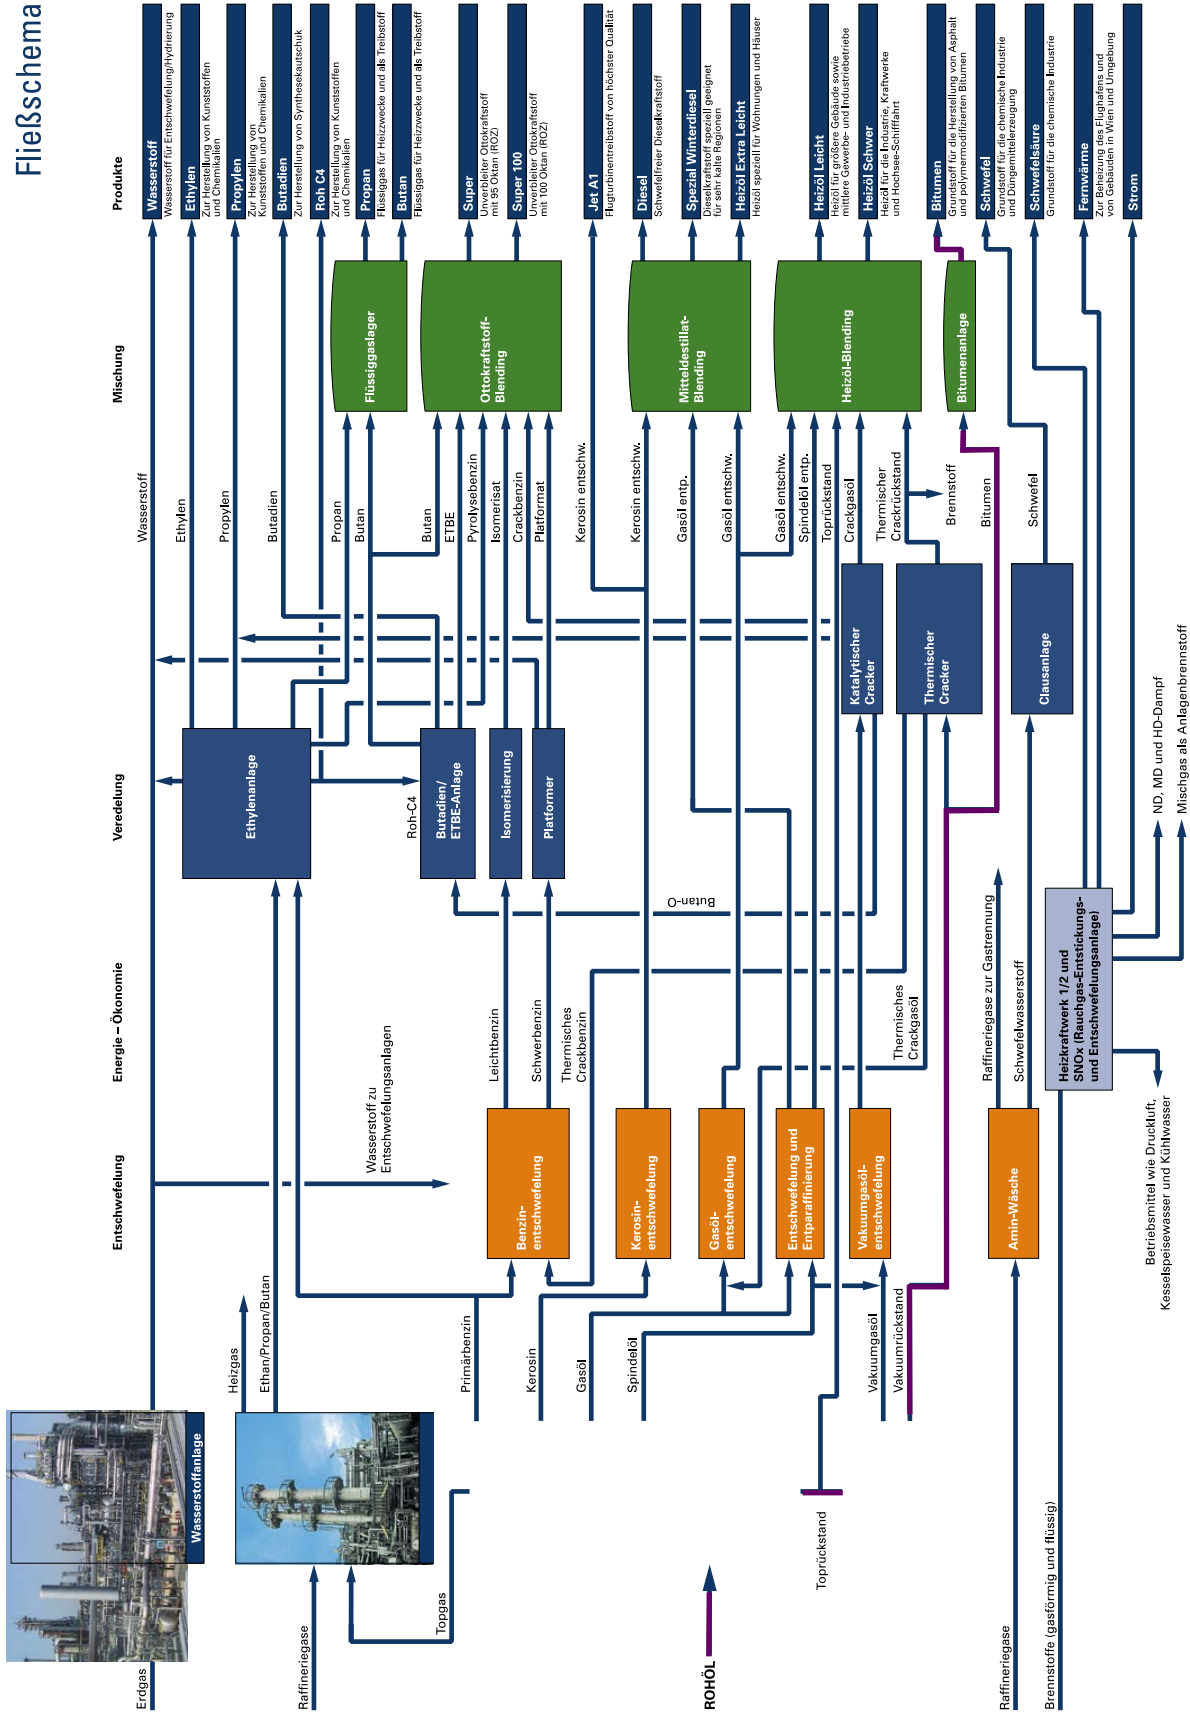 Fließschema
Entschwefelung
Energie – Ökonomie
Veredelung
Mischung
Produkte
Erdgas
Wasserstoffanlage
Wasserstoff zu
Entschwefelungsanlagen
Wasserstoff
Wasserstoff
Wasserstoff für Entschwefelung/Hydrierung
Ethylen
Ethylen
Zur Herstellung von Kunststoffen
und Chemikalien
Propylen
Propylen
Zur Herstellung von
Kunststoffen und Chemikalien
Butadien
Butadien
Zur Herstellung von Synthesekautschuk
Roh C4
Zur Herstellung von Kunststoffen
und Chemikalien
Raffineriegase
Topgas
Heizgas
Ethan/Propan/Butan
Ethylenanlage
Propan
Butan
Flüssiggaslager
Propan
Flüssiggas für Heizzwecke und als Treibstoff
Butan
Flüssiggas für Heizzwecke und als Treibstoff
Roh-C4
Butadien/
ETBE-Anlage
Butan
ETBE
Pyrolysebenzin
Isomerisat
Crackbenzin
Platformat
Ottokraftstoff-
Blending
Super
Unverbleiter Ottokraftstoff
mit 95 Oktan (ROZ)
Super 100
Unverbleiter Ottokraftstoff
mit 100 Oktan (ROZ)
Primärbenzin
Benzin-
entschwefelung
Leichtbenzin
Schwerbenzin
Thermisches
Crackbenzin
Isomerisierung
Platformer
Kerosin
Kerosin-
entschwefelung
Kerosin entschw.
Kerosin entschw.
Jet A1
Flugturbinentreibstoff von höchster Qualität
Gasöl
Gasöl-
entschwefelung
Butan-O
Gasöl entp.
Gasöl entschw.
Mitteldestillat-
Blending
Diesel
Schwefelfreier Dieselkraftstoff
Spezial Winterdiesel
Dieselkraftstoff speziell geeignet
für sehr kalte Regionen
Heizöl Extra Leicht
Heizöl speziell für Wohnungen und Häuser
Spindelöl
Entschwefelung und
Entparaffinierung
ROHÖL
Toprückstand
Gasöl entschw.
Spindelöl entp.
Toprückstand
Crackgasöl
Thermischer
Crackrückstand
Heizöl-Blending
Heizöl Leicht
Heizöl für größere Gebäude sowie
mittlere Gewerbe- und Industriebetriebe
Heizöl Schwer
Heizöl für die Industrie, Kraftwerke
und Hochsee-Schifffahrt
Vakuumgasöl
Vakuumrückstand
Vakuumgasöl-
entschwefelung
Thermisches
Crackgasöl
Katalytischer
Cracker
Thermischer
Cracker
Brennstoff
Bitumen
Bitumenanlage
Bitumen
Grundstoff für die Herstellung von Asphalt
und polymermodifizierten Bitumen
Raffineriegase
Amin-Wäsche
Raffineriegase zur Gastrennung
Schwefelwasserstoff
Clausanlage
Schwefel
Schwefel
Grundstoff für die chemische Industrie
und Düngemittelerzeugung
Schwefelsäure
Grundstoff für die chemische Industrie
Brennstoffe (gasförmig und flüssig)
Heizkraftwerk 1/2 und
SNOx (Rauchgas-Entstickungs-
und Entschwefelungsanlage)
Fernwärme
Zur Beheizung des Flughafens und
von Gebäuden in Wien und Umgebung
Strom
Betriebsmittel wie Druckluft,
Kesselspeisewasser und Kühlwasser
ND, MD und HD-Dampf
Mischgas als Anlagenbrennstoff